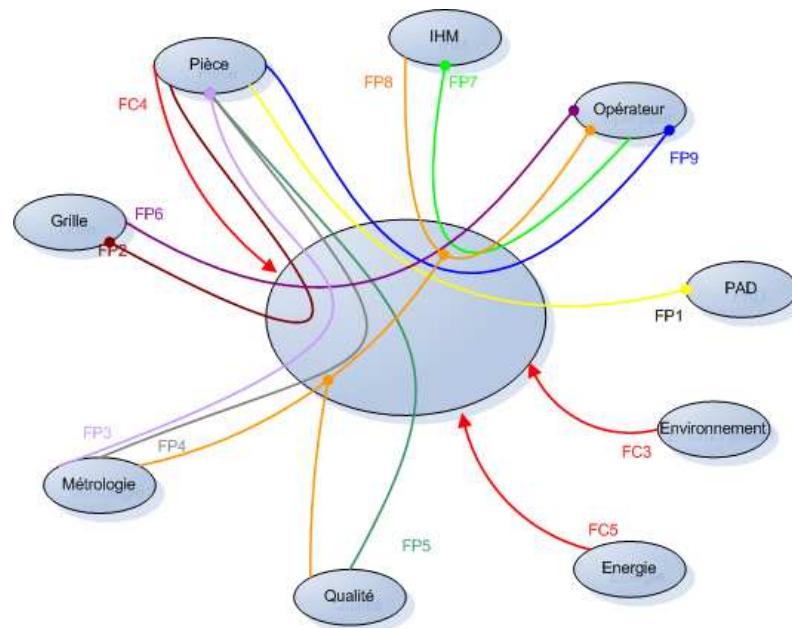 IHM
Pièce
FP8
FP7
FC4
Opérateur
FP9
Grille
FP6
FP2
PAD
FP1
Environnement
FP3
FP4
FC3
Métrologie
FC5
FP5
Energie
Qualité